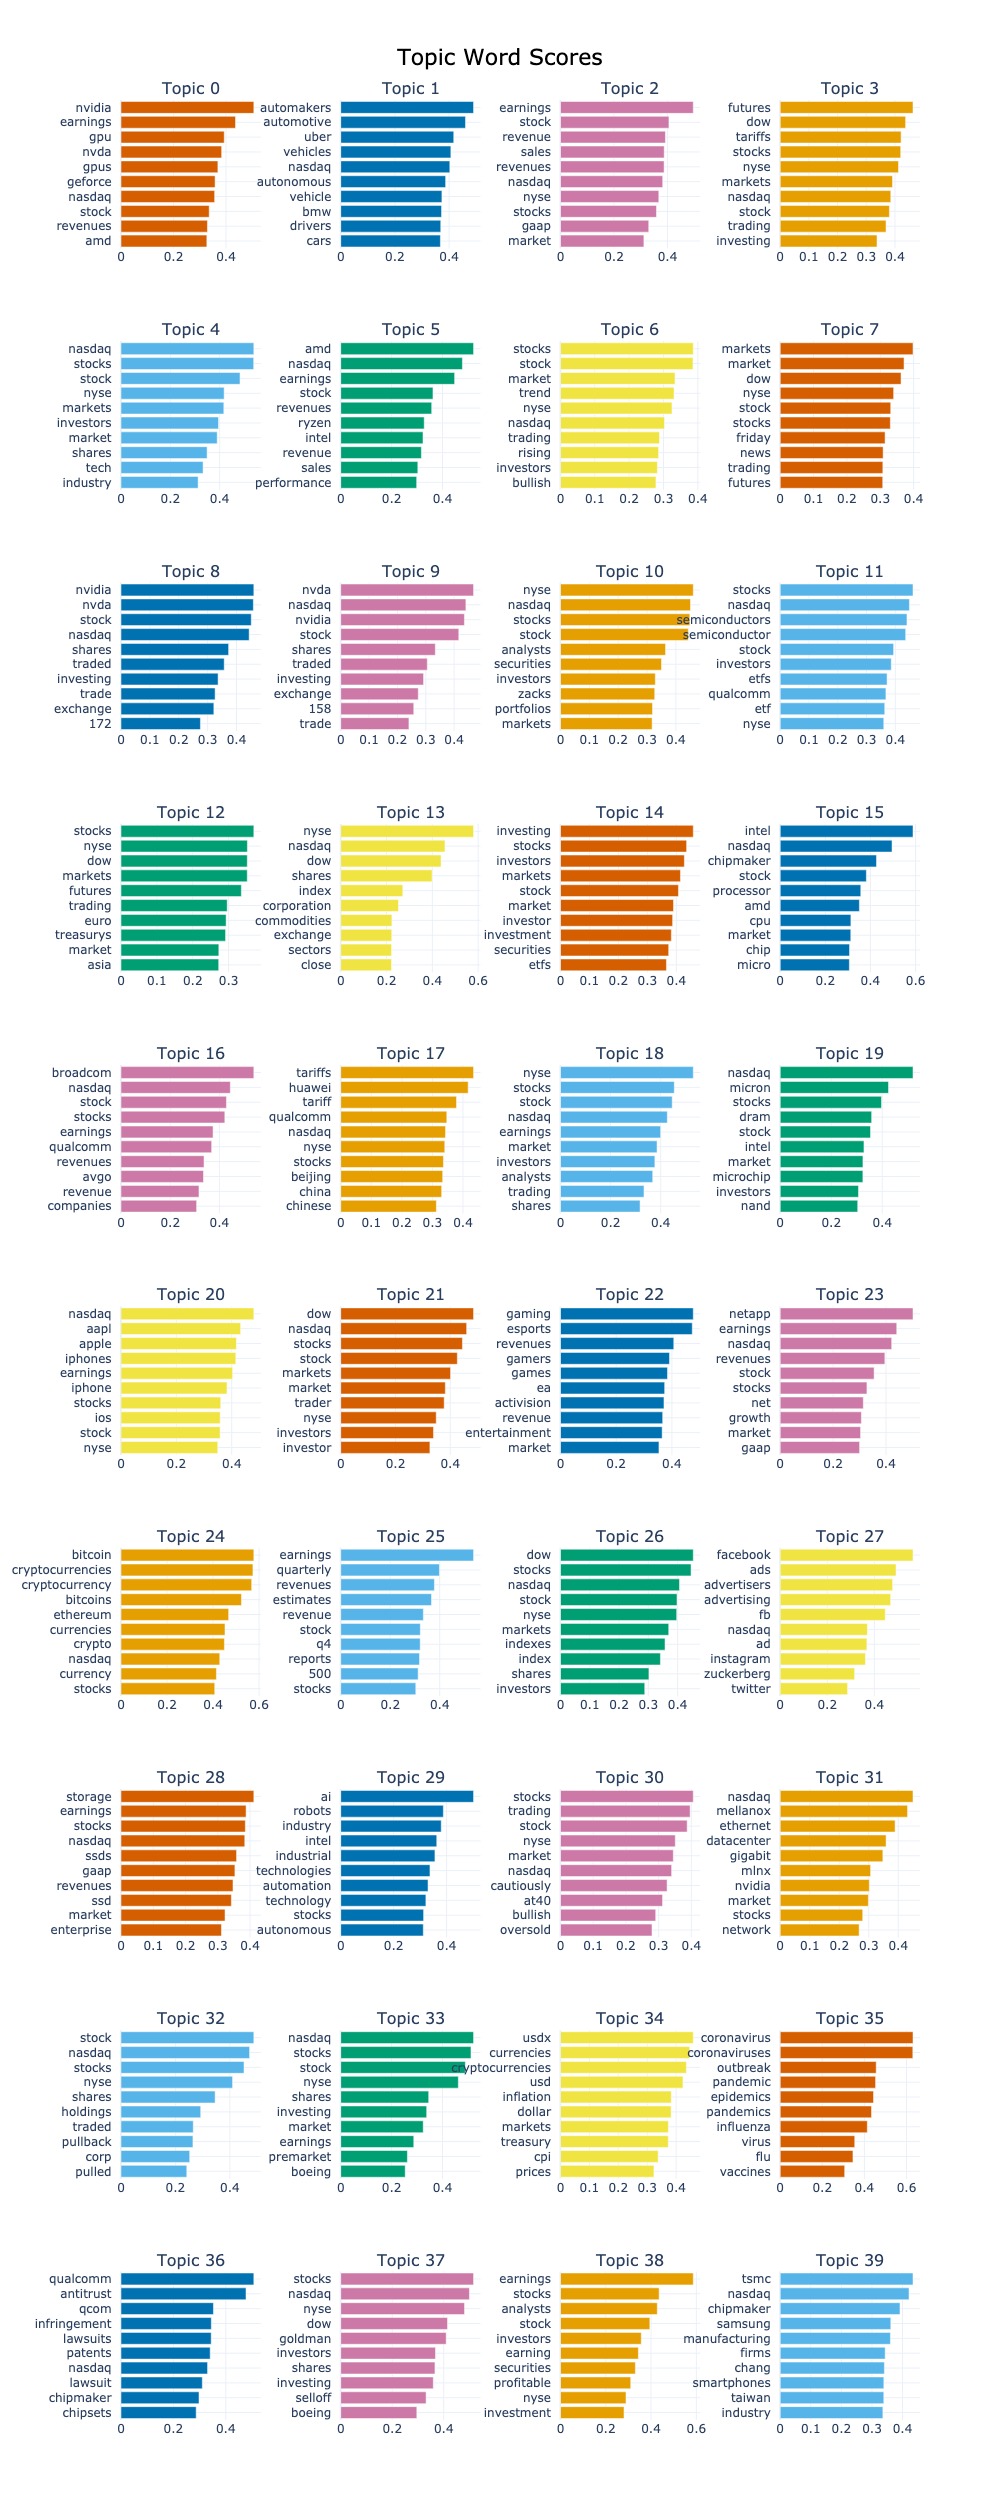 Topic Word Scores
Topic 0
nvidia
earnings
gpu
nvda
gpus
geforce
nasdaq
stock
revenues
amd
0 0.2 0.4
Topic 1
automakers
automotive
uber
vehicles
nasdaq
autonomous
vehicle
bmw
drivers
cars
0 0.2 0.4
Topic 2
earnings
stock
revenue
sales
revenues
nasdaq
nyse
stocks
gaap
market
0.2 0.4
Topic 3
futures
dow
tariffs
stocks
nyse
markets
nasdaq
stock
trading
investing
0 0.1 0.2 0.3 0.4
Topic 4
nasdaq
stocks
stock
nyse
markets
investors
market
shares
tech
industry
0 0.2 0.4
Topic 5
amd
nasdaq
earnings
stock
revenues
ryzen
intel
revenue
sales
performance
0 0.2 0.4
Topic 6
stocks
stock
market
trend
nyse
nasdaq
trading
rising
investors
bullish
0 0.1 0.2 0.3 0.4
Topic 7
markets
market
dow
nyse
stock
stocks
friday
news
trading
futures
0 0.1 0.2 0.3 0.4
Topic 8
nvidia
nvda
stock
nasdaq
shares
traded
investing
trade
exchange
172
0 0.1 0.2 0.3 0.4
Topic 9
nvda
nasdaq
nvidia
stock
shares
traded
investing
exchange
158
trade
0 0.1 0.2 0.3 0.4
Topic 10
nyse
nasdaq
stocks
stock
analysts
securities
investors
zacks
portfolios
markets
0 0.1 0.2 0.3 0.4
Topic 11
stocks
nasdaq
semiconductors
semiconductor
stock
investors
etfs
qualcomm
etf
nyse
0 0.2 0.4
Topic 12
stocks
nyse
dow
markets
futures
trading
euro
treasurys
market
asia
0 0.1 0.2 0.3
Topic 13
nyse
nasdaq
dow
shares
index
corporation
commodities
exchange
sectors
close
0 0.2 0.4 0.6
Topic 14
investing
stocks
investors
markets
stock
market
investor
investment
securities
etfs
0 0.1 0.2 0.3 0.4
Topic 15
intel
nasdaq
chipmaker
stock
processor
amd
cpu
market
chip
micro
0 0.2 0.4 0.6
Topic 16
broadcom
nasdaq
stock
stocks
earnings
qualcomm
revenues
avgo
revenue
companies
0 0.2 0.4
Topic 17
tariffs
huawei
tariff
qualcomm
nasdaq
nyse
stocks
beijing
china
chinese
0 0.1 0.2 0.3 0.4
Topic 18
nyse
stocks
stock
nasdaq
earnings
market
investors
analysts
trading
shares
0 0.2 0.4
Topic 19
nasdaq
micron
stocks
dram
stock
intel
market
microchip
investors
nand
0 0.2 0.4
Topic 20
nasdaq
aapl
apple
iphones
earnings
iphone
stocks
ios
stock
nyse
0 0.2 0.4
Topic 21
dow
nasdaq
stocks
stock
markets
market
trader
nyse
investors
investor
0 0.2 0.4
Topic 22
gaming
esports
revenues
gamers
games
ea
activision
revenue
entertainment
market
0 0.2 0.4
Topic 23
netapp
earnings
nasdaq
revenues
stock
stocks
net
growth
market
gaap
0 0.2 0.4
Topic 24
bitcoin
cryptocurrencies
cryptocurrency
bitcoins
ethereum
currencies
crypto
nasdaq
currency
stocks
0 0.2 0.4 0.6
Topic 25
earnings
quarterly
revenues
estimates
revenue
stock
q4
reports
500
stocks
0 0.2 0.4
Topic 26
dow
stocks
nasdaq
stock
nyse
markets
indexes
index
shares
investors
0 0.1 0.2 0.3 0.4
Topic 27
facebook
ads
advertisers
advertising
fb
nasdaq
ad
instagram
zuckerberg
twitter
0 0.2 0.4
Topic 28
storage
earnings
stocks
nasdaq
ssds
gaap
revenues
ssd
market
enterprise
0 0.1 0.2 0.3 0.4
Topic 29
ai
robots
industry
intel
industrial
technologies
automation
technology
stocks
autonomous
0 0.2 0.4
Topic 30
stocks
trading
stock
nyse
market
nasdaq
cautiously
at40
bullish
oversold
0 0.1 0.2 0.3 0.4
Topic 31
nasdaq
mellanox
ethernet
datacenter
gigabit
mlnx
nvidia
market
stocks
network
0 0.1 0.2 0.3 0.4
Topic 32
stock
nasdaq
stocks
nyse
shares
holdings
traded
pullback
corp
pulled
0 0.2 0.4
Topic 33
nasdaq
stocks
stock
nyse
shares
investing
market
earnings
premarket
boeing
0 0.2 0.4
Topic 34
usdx
currencies
cryptocurrencies
usd
inflation
dollar
markets
treasury
cpi
prices
0 0.1 0.2 0.3 0.4
Topic 35
coronavirus
coronaviruses
outbreak
pandemic
epidemics
pandemics
influenza
virus
flu
vaccines
0 0.2 0.4 0.6
Topic 36
qualcomm
antitrust
qcom
infringement
lawsuits
patents
nasdaq
lawsuit
chipmaker
chipsets
0 0.2 0.4
Topic 37
stocks
nasdaq
nyse
dow
goldman
investors
shares
investing
selloff
boeing
0 0.2 0.4
Topic 38
earnings
stocks
analysts
stock
investors
earning
securities
profitable
nyse
investment
0 0.2 0.4 0.6
Topic 39
tsmc
nasdaq
chipmaker
samsung
manufacturing
firms
chang
smartphones
taiwan
industry
0 0.1 0.2 0.3 0.4